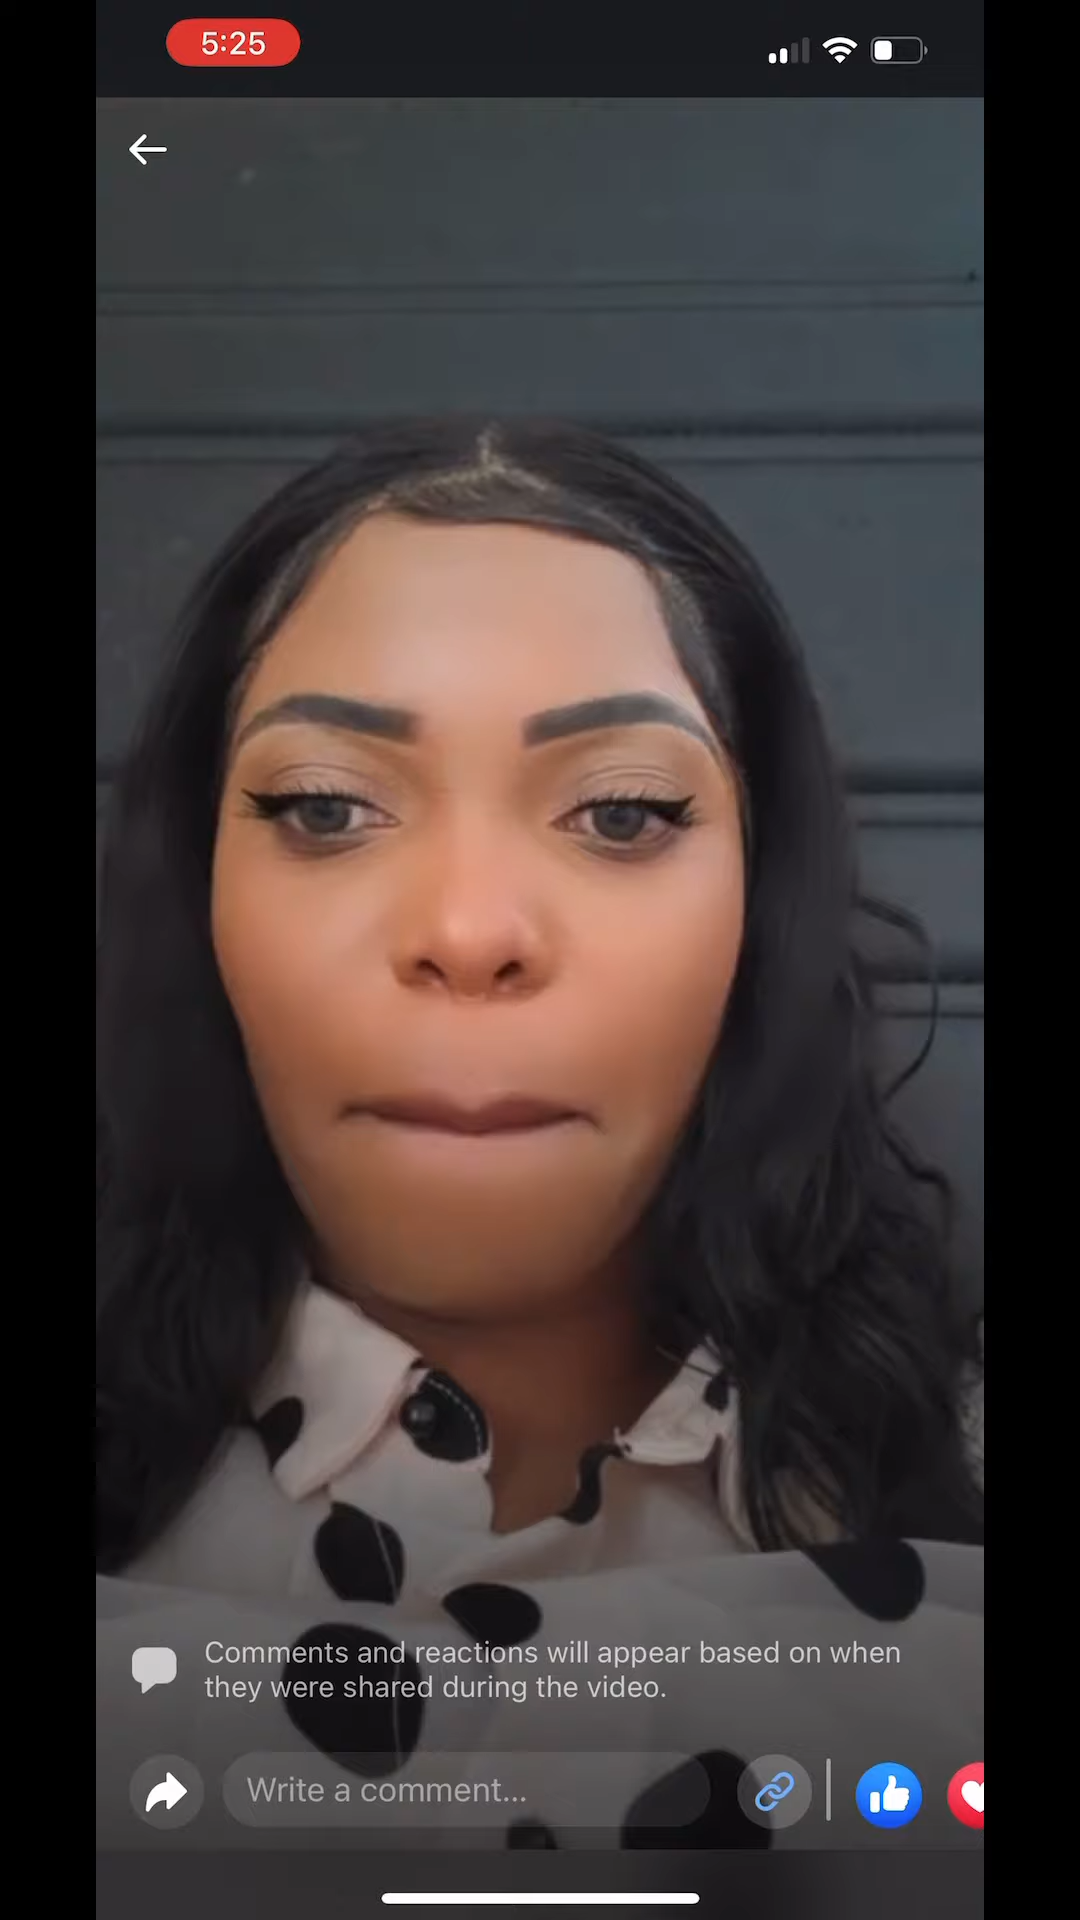 5:25
Comments and reactions will appear based on when
they were shared during the video.
Write a comment...